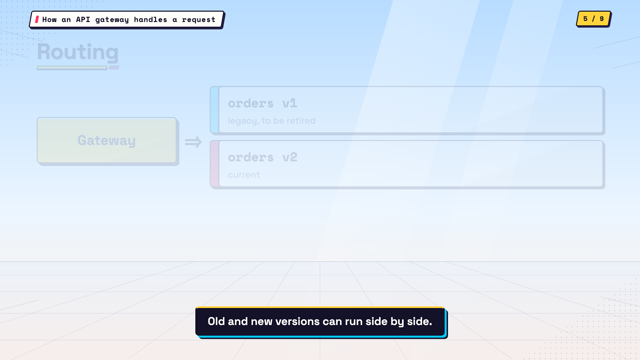 How an API gateway handles a request
5 / 9
Routing
Gateway
⇒
orders v1
legacy, to be retired
orders v2
current
Old and new versions can run side by side.